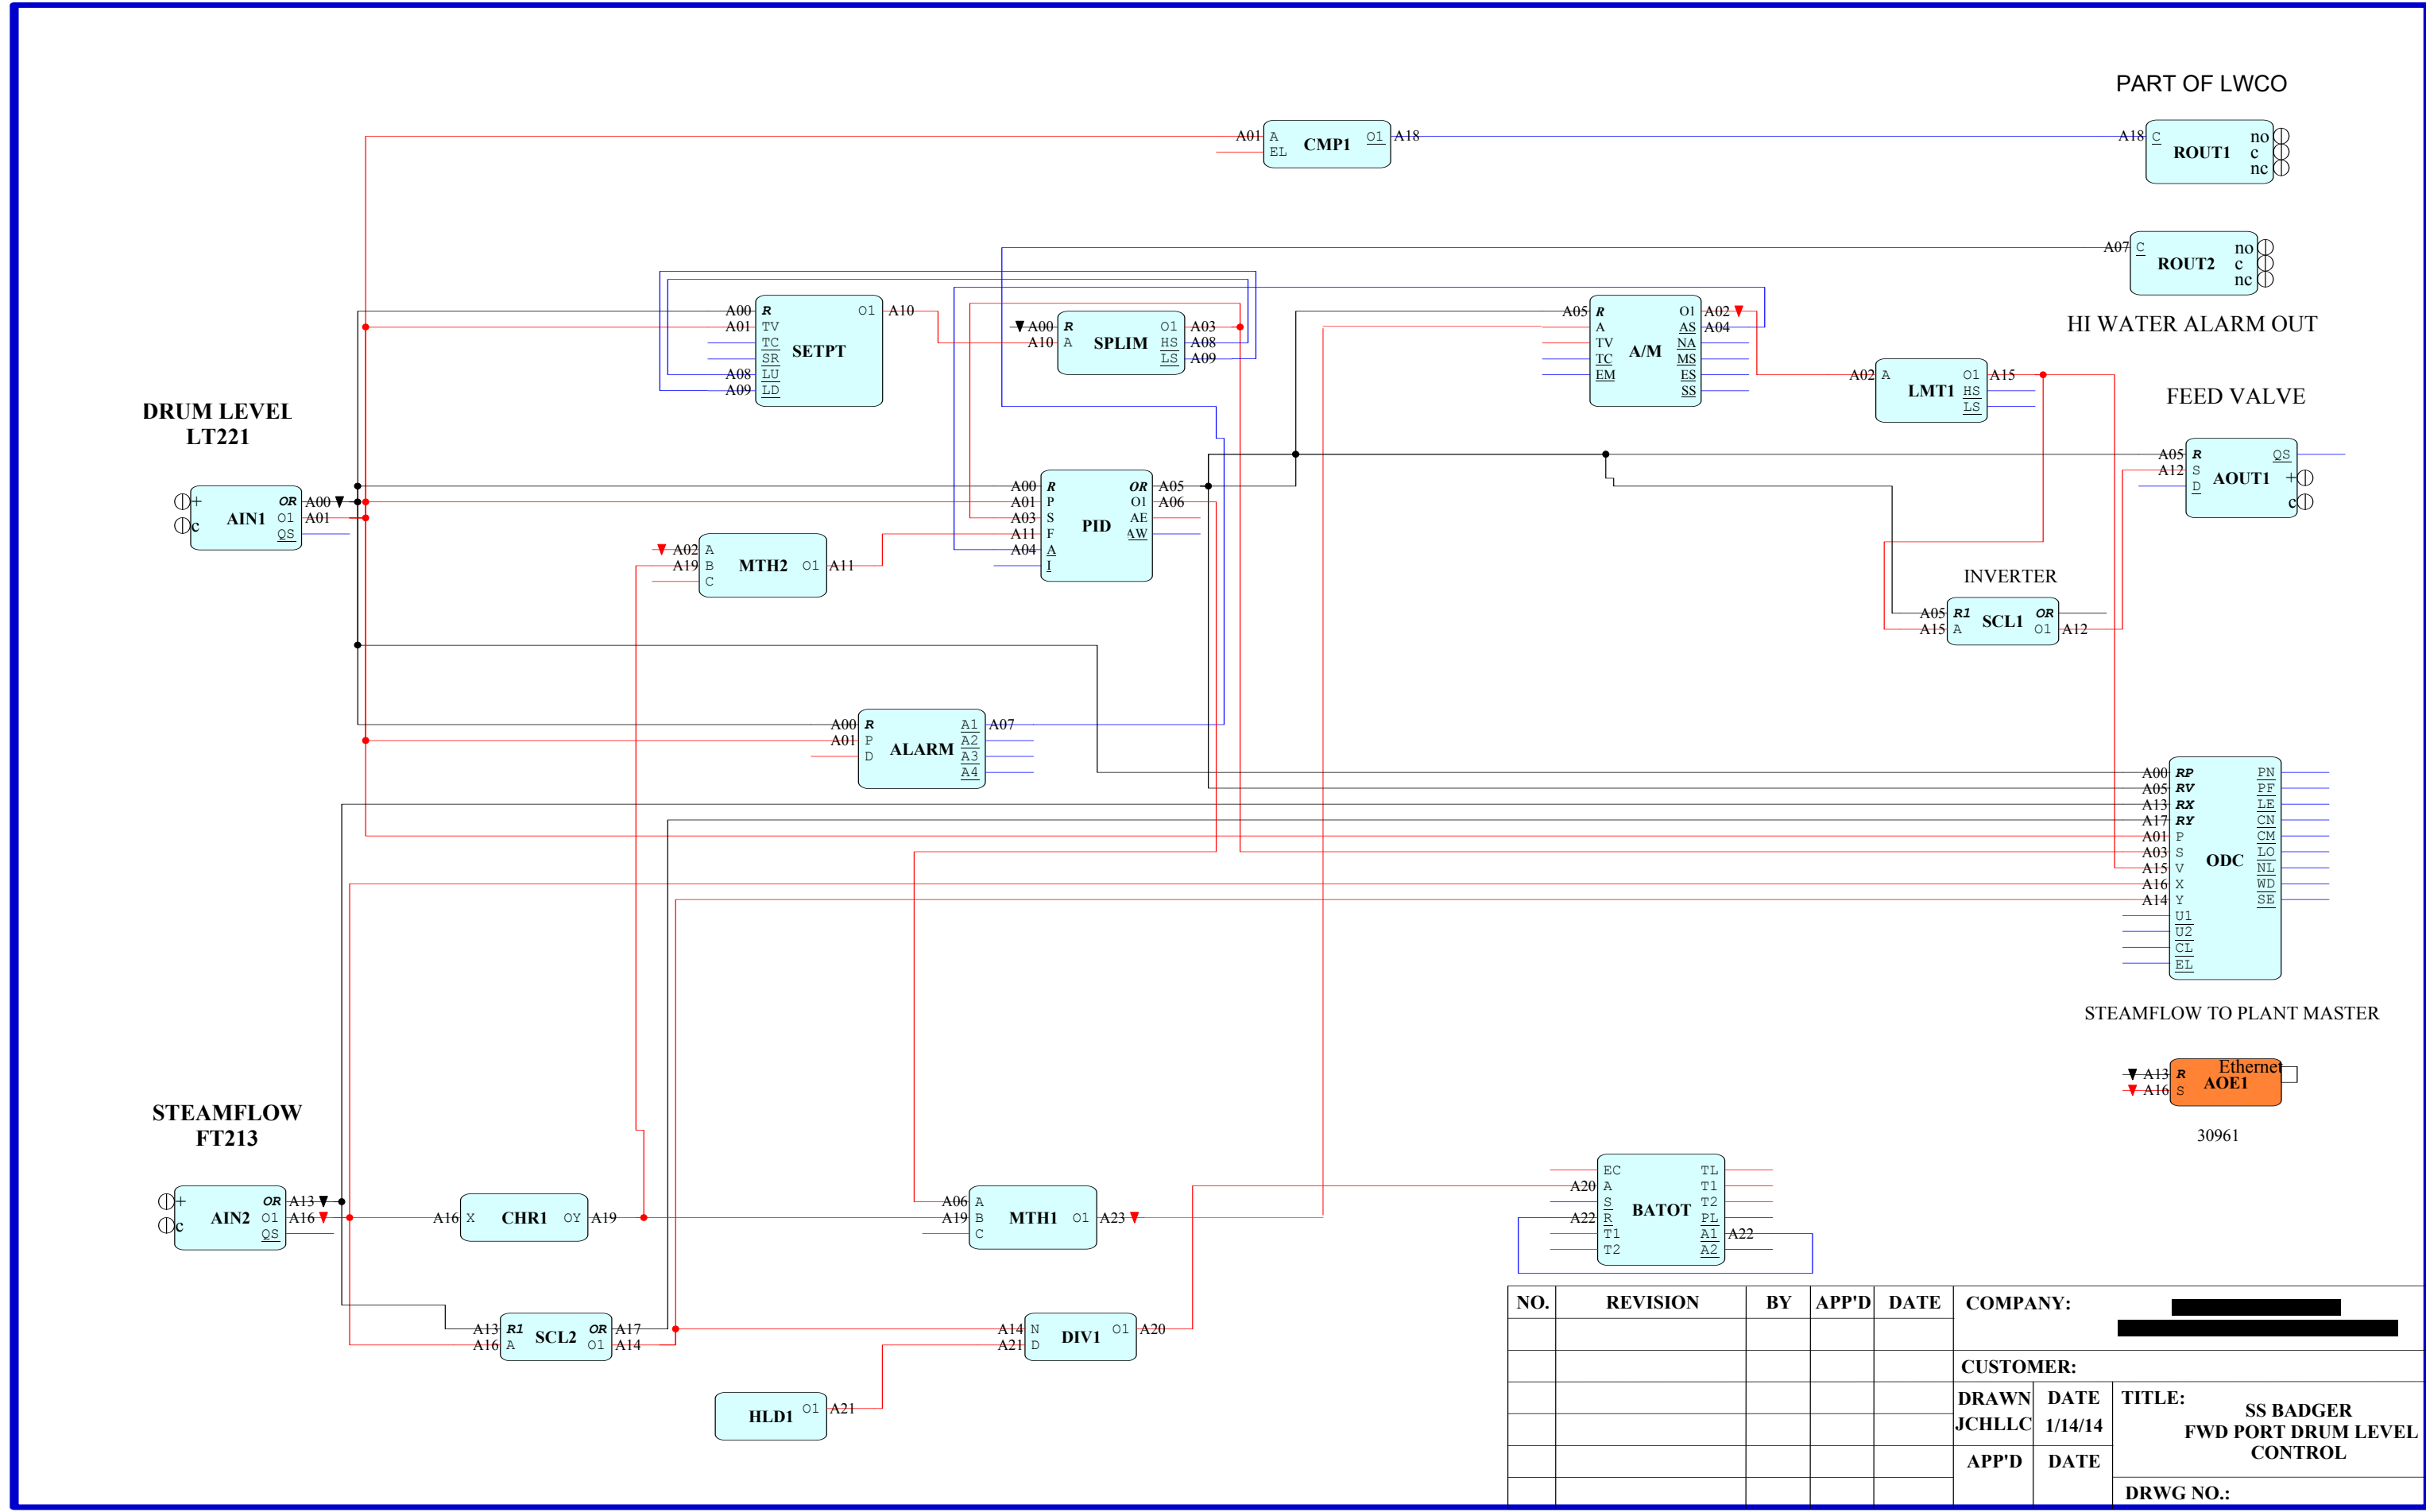 PART OF LWCO
A01 A O1 A18
EL
CMP1
A18 C no
ROUT1 c
nc
A07 C no
ROUT2 c
nc
HI WATER ALARM OUT
A00 R O1 A10
A01 TV
TC
SR
A08 LU
A09 LD
SETPT
A00 R O1 A03
A10 A HS A08
LS A09
SPLIM
A05 R O1 A02
A AS A04
TV NA
TC MS
EM ES
SS
A/M
A02 A O1 A15
HS
LS
LMT1
FEED VALVE
A05 R QS
A12 S +
D c
AOUT1
DRUM LEVEL
LT221
+ OR A00
c O1 A01
QS
AIN1
A00 R OR A05
A01 P O1 A06
A03 S AE
A11 F AW
A04 A
I
PID
A02 A
A19 B O1 A11
C
MTH2
INVERTER
A05 R1 OR
A15 A O1 A12
SCL1
A00 R A1 A07
A01 P A2
D A3
A4
ALARM
A00 RP PN
A05 RV PF
A13 RX LE
A17 RY CN
A01 P CM
A03 S LO
A15 V NL
A16 X WD
A14 Y SE
U1
U2
CL
EL
ODC
STEAMFLOW TO PLANT MASTER
A13 R Ethernet
A16 S AOE1
30961
STEAMFLOW
FT213
+ OR A13
c O1 A16
QS
AIN2
A16 X CHR1 OY A19
A06 A
A19 B MTH1 O1 A23
C
EC TL
A20 A T1
S T2
A22 R PL
T1 A1 A22
T2 A2
BATOT
A13 R1 OR A17
A16 A O1 A14
SCL2
A14 N O1 A20
A21 D
DIV1
HLD1 O1 A21
NO. REVISION BY APP'D DATE COMPANY:
CUSTOMER:
DRAWN DATE TITLE:
JCHLLC 1/14/14
SS BADGER
FWD PORT DRUM LEVEL
CONTROL
APP'D DATE
DRWG NO.: